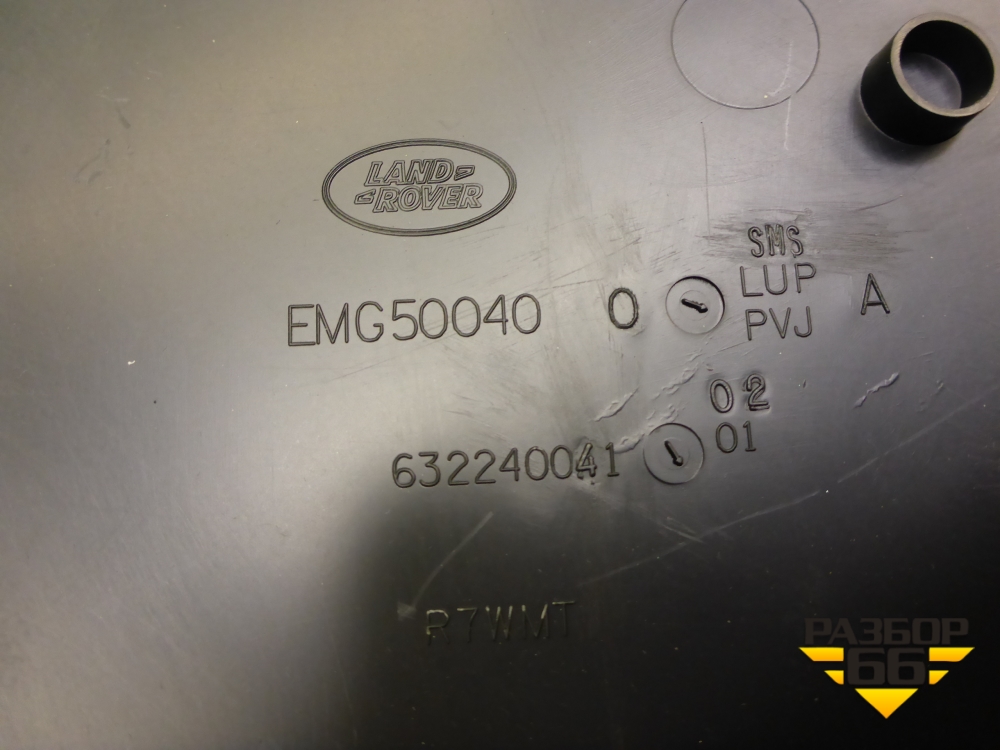 LAND
ROVER
SMS
EMG50040 0 LUP A
PVJ
02
632240041 01
R7WMT
РАЗБОР
66